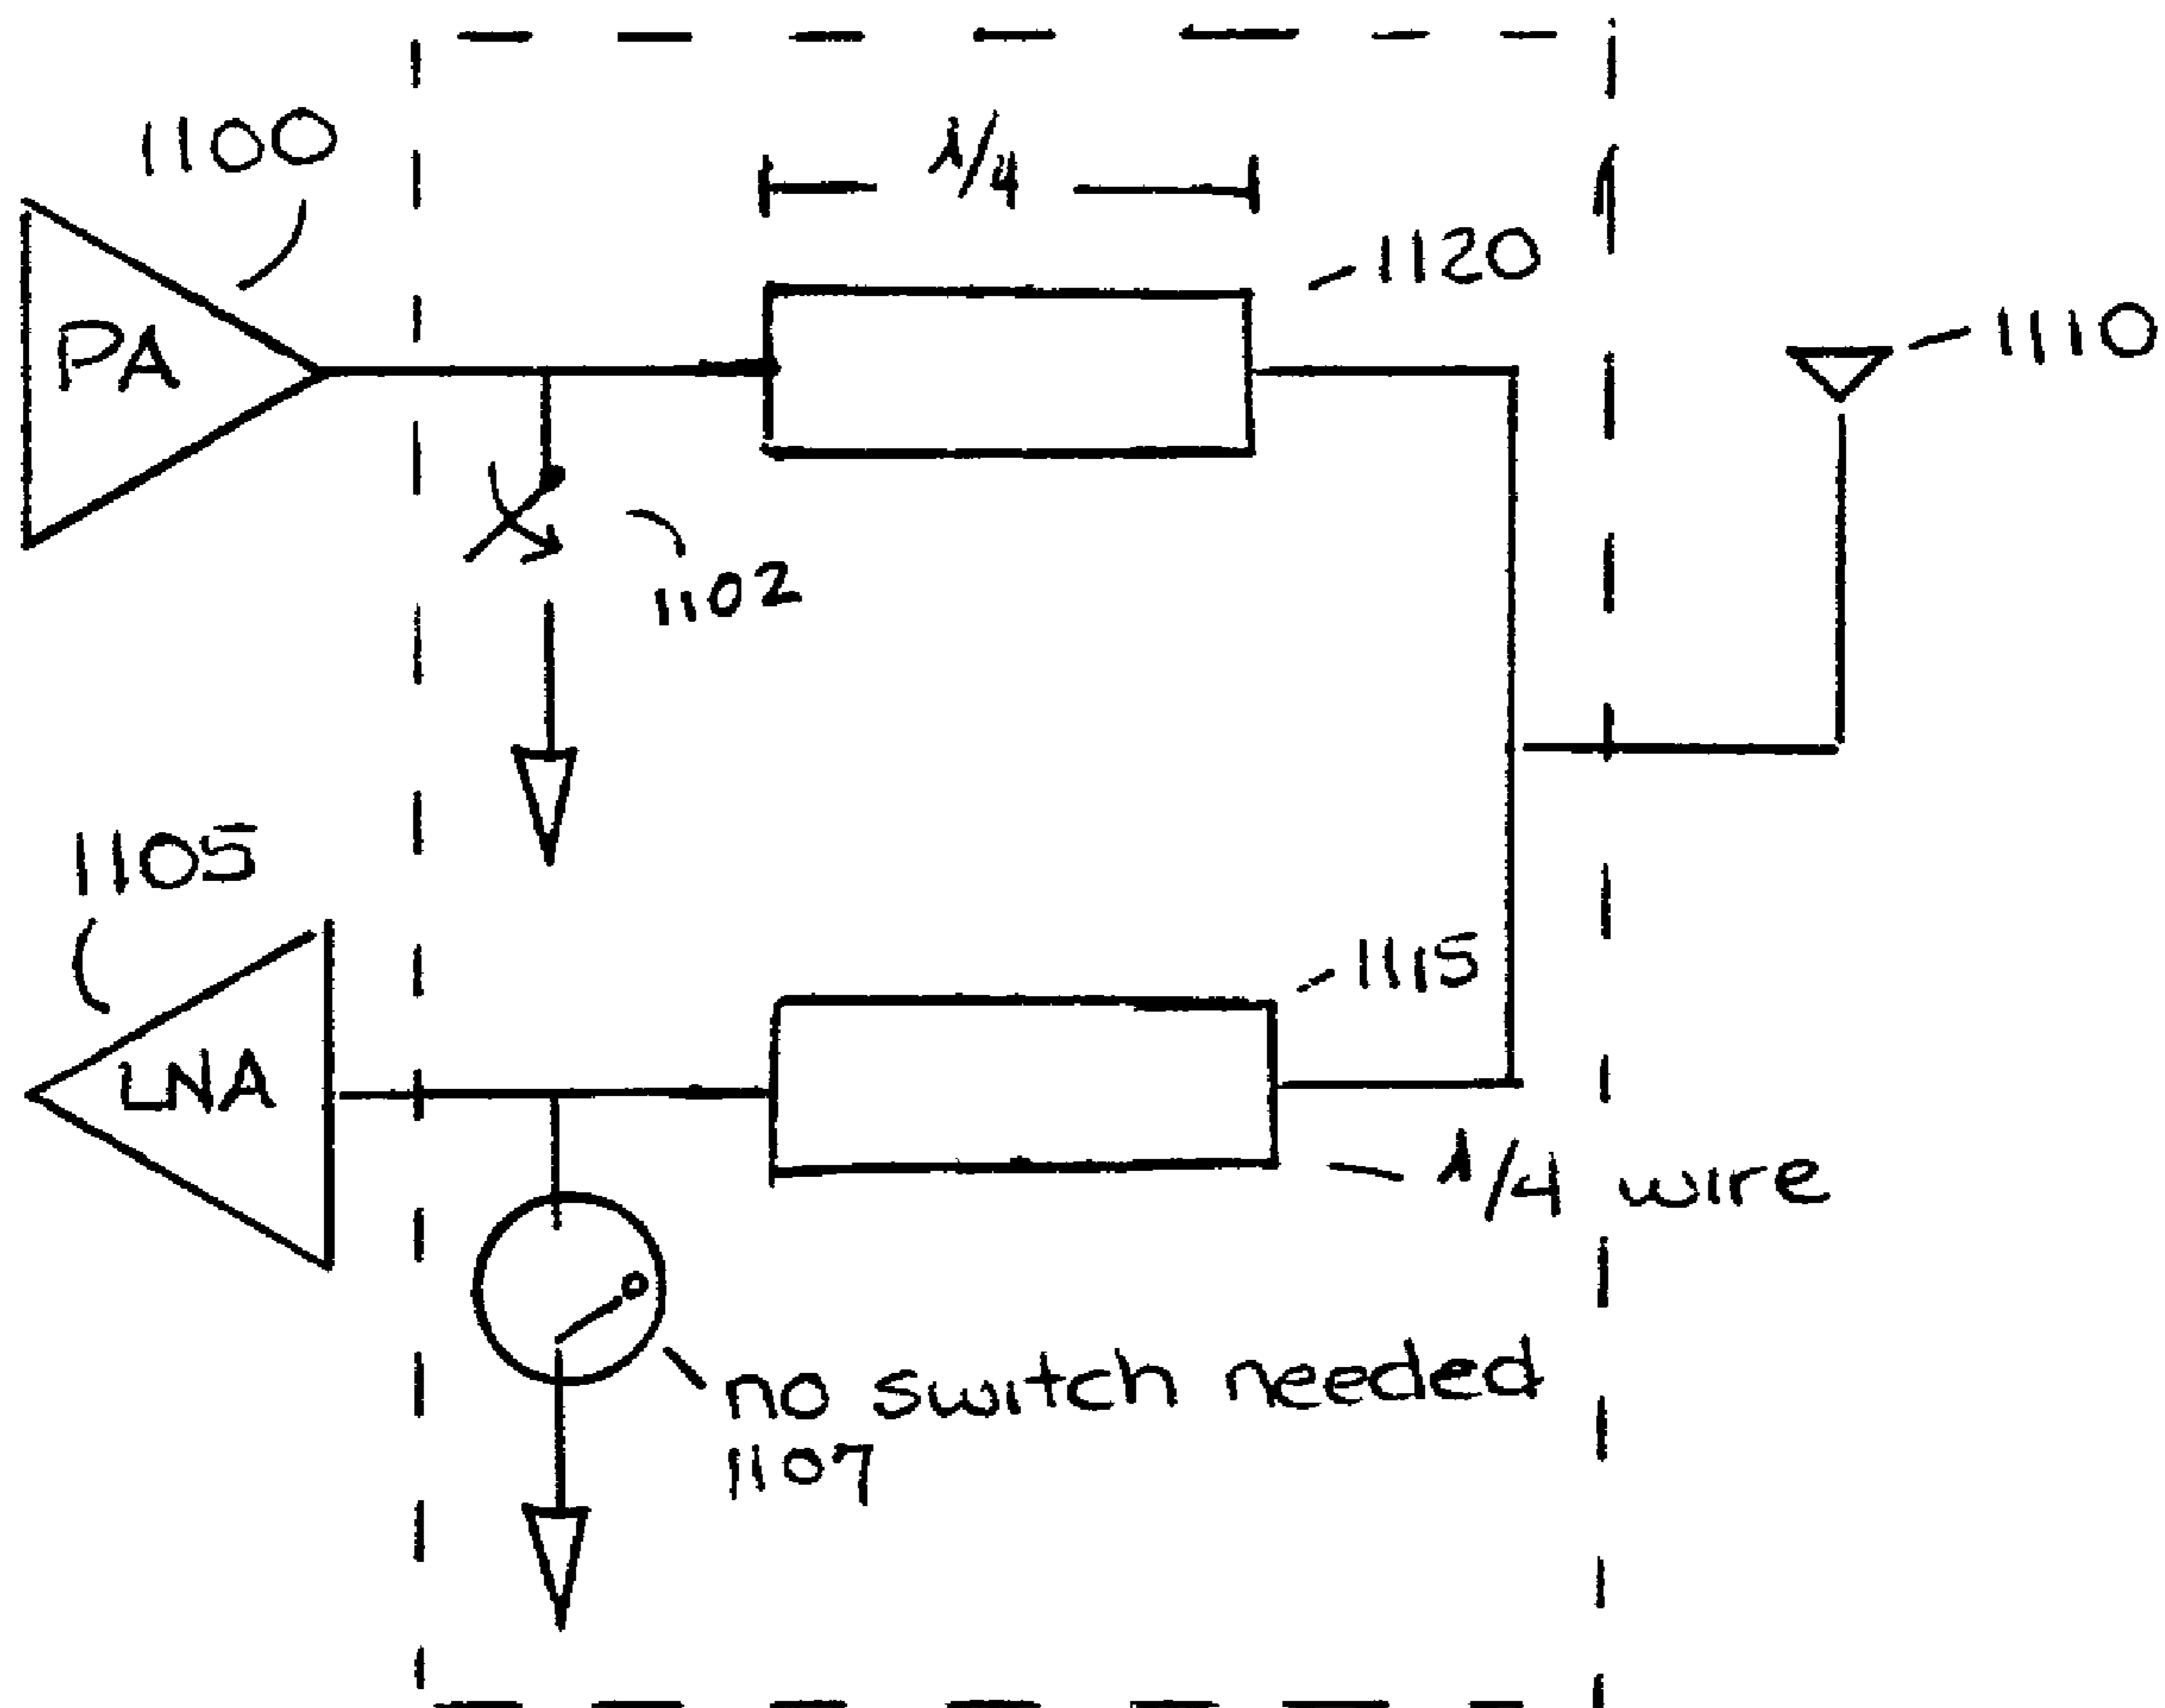 1100
λ/4
1120
1110
PA
1102
1105
1115
LNA
λ/4 wire
no switch needed
1107